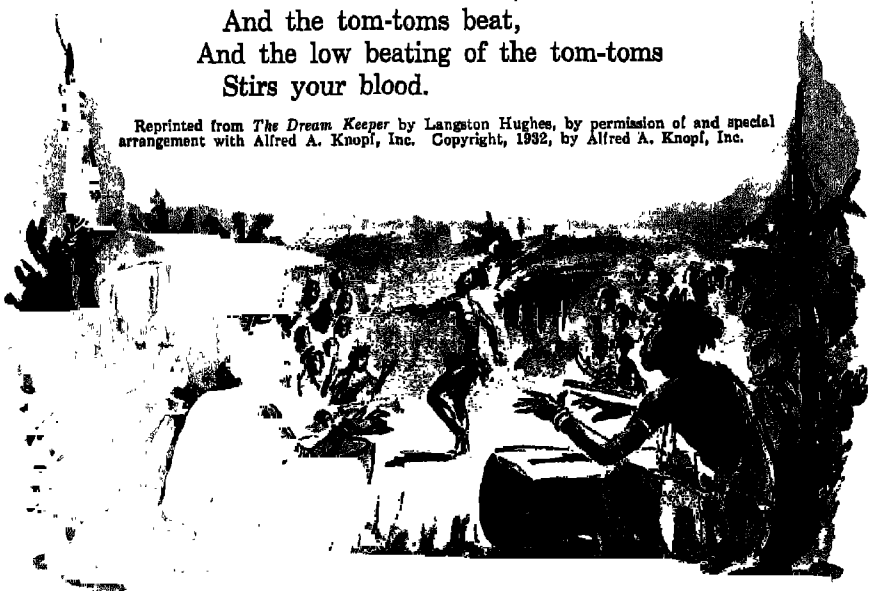 And the tom-toms beat,
And the low beating of the tom-toms
Stirs your blood.
Reprinted from The Dream Keeper by Langston Hughes, by permission of and special
arrangement with Alfred A. Knopf, Inc. Copyright, 1932, by Alfred A. Knopf, Inc.